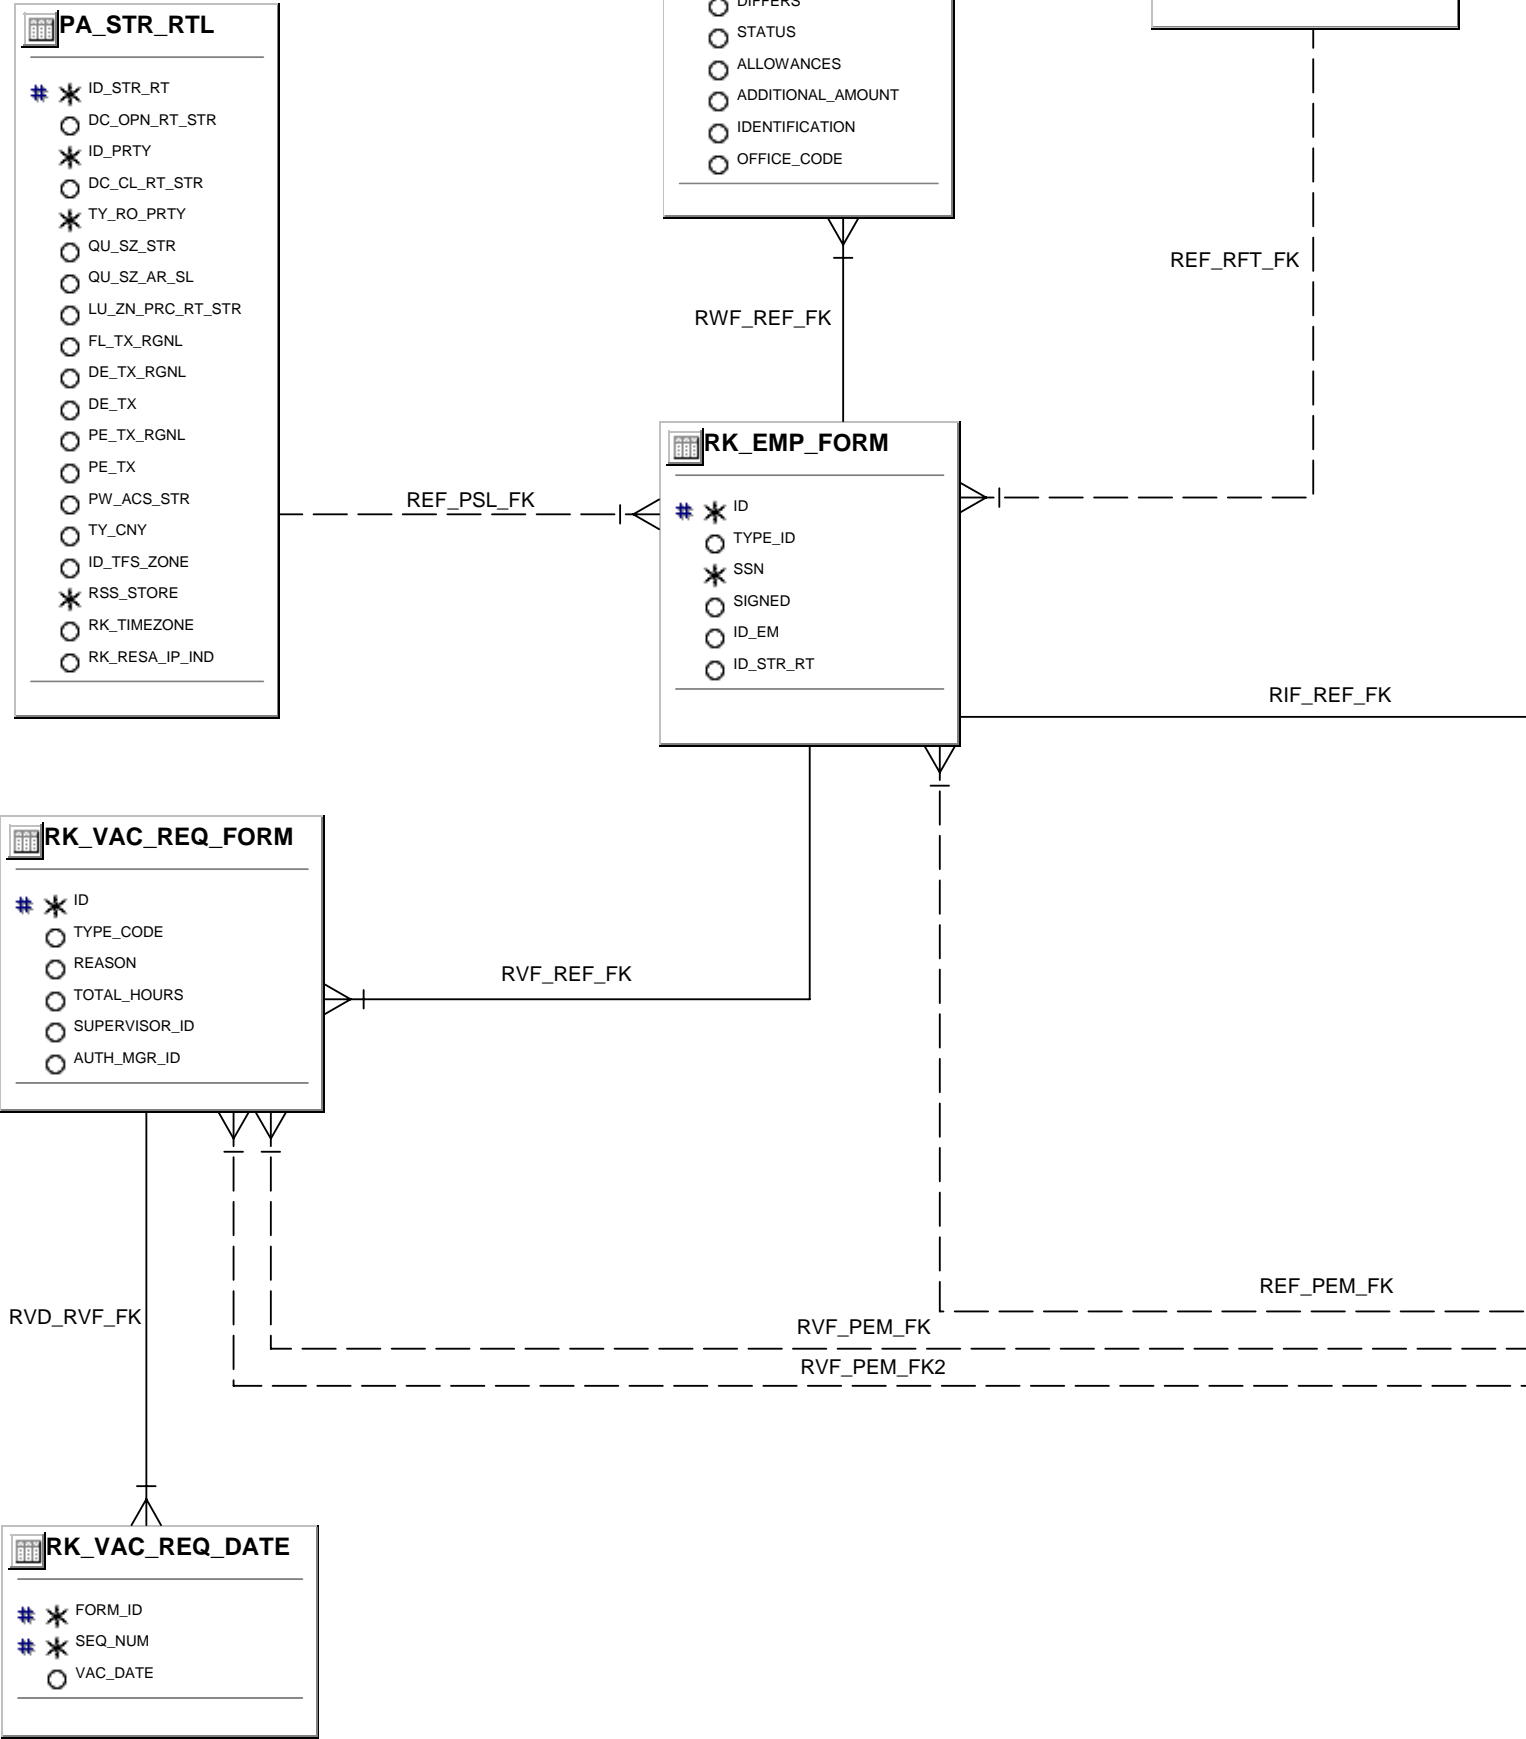 PA_STR_RTL
# * ID_STR_RT
DC_OPN_RT_STR
* ID_PRTY
DC_CL_RT_STR
* TY_RO_PRTY
QU_SZ_STR
QU_SZ_AR_SL
LU_ZN_PRC_RT_STR
FL_TX_RGNL
DE_TX_RGNL
DE_TX
PE_TX_RGNL
PE_TX
PW_ACS_STR
TY_CNY
ID_TFS_ZONE
* RSS_STORE
RK_TIMEZONE
RK_RESA_IP_IND
DIFFERS
STATUS
ALLOWANCES
ADDITIONAL_AMOUNT
IDENTIFICATION
OFFICE_CODE
REF_RFT_FK
RWF_REF_FK
REF_PSL_FK
RK_EMP_FORM
# * ID
TYPE_ID
* SSN
SIGNED
ID_EM
ID_STR_RT
RIF_REF_FK
RK_VAC_REQ_FORM
# * ID
TYPE_CODE
REASON
TOTAL_HOURS
SUPERVISOR_ID
AUTH_MGR_ID
RVF_REF_FK
REF_PEM_FK
RVD_RVF_FK
RVF_PEM_FK
RVF_PEM_FK2
RK_VAC_REQ_DATE
# * FORM_ID
# * SEQ_NUM
VAC_DATE